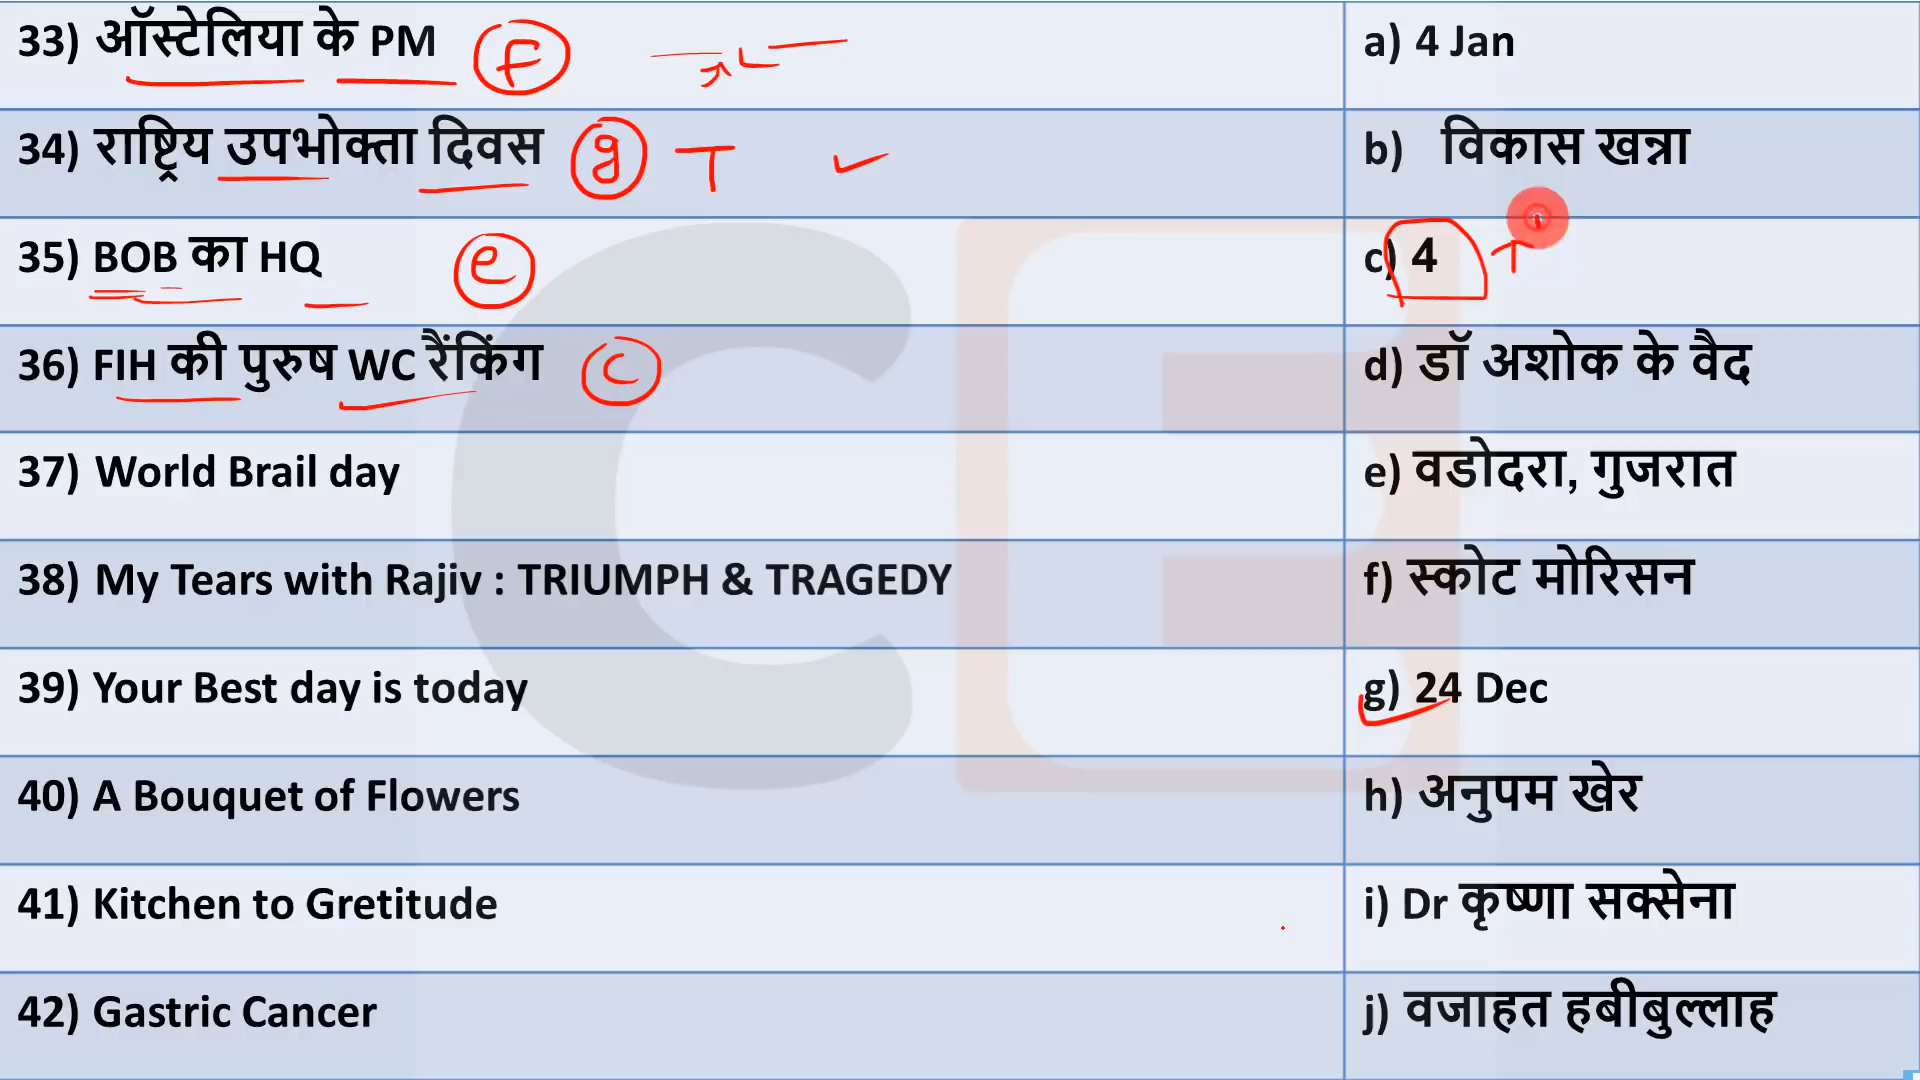 33) ऑस्टेलिया के PM f
a) 4 Jan
34) राष्ट्रिय उपभोक्ता दिवस g T
b) विकास खन्ना
35) BOB का HQ e
c) 4
36) FIH की पुरुष WC रैंकिंग c
d) डॉ अशोक के वैद
37) World Brail day
e) वडोदरा, गुजरात
38) My Tears with Rajiv : TRIUMPH & TRAGEDY
f) स्कोट मोरिसन
39) Your Best day is today
g) 24 Dec
40) A Bouquet of Flowers
h) अनुपम खेर
41) Kitchen to Gretitude
i) Dr कृष्णा सक्सेना
42) Gastric Cancer
j) वजाहत हबीबुल्लाह